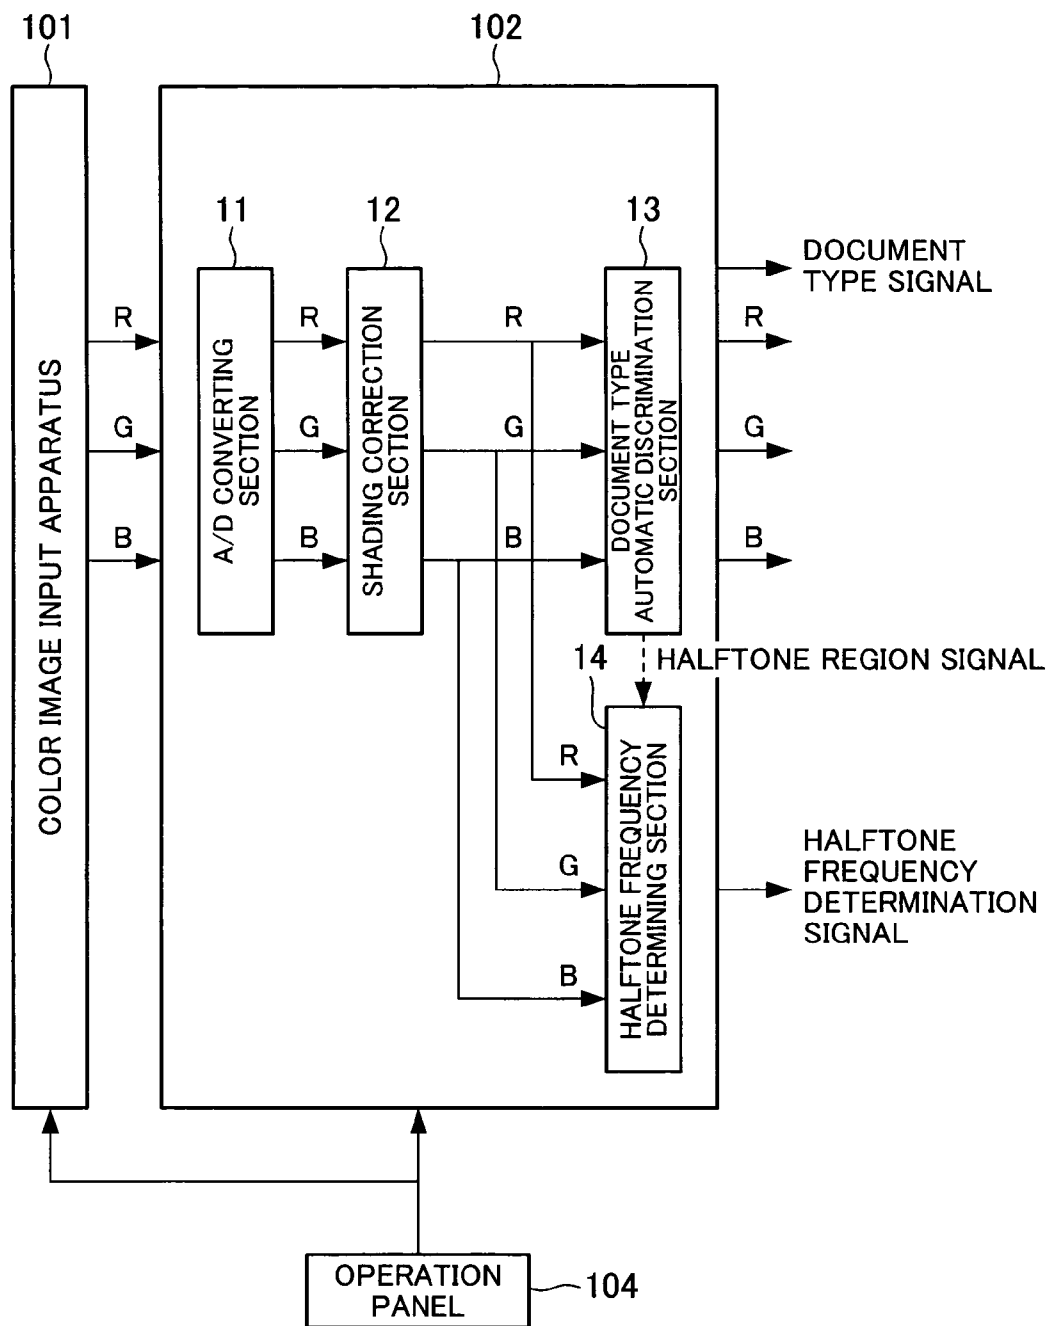 101
102
11
12
13
DOCUMENT
TYPE SIGNAL
R
R
R
R
G
G
G
G
B
B
B
B
COLOR IMAGE INPUT APPARATUS
A/D CONVERTING
SECTION
SHADING CORRECTION
SECTION
DOCUMENT TYPE
AUTOMATIC DISCRIMINATION
SECTION
14
HALFTONE REGION SIGNAL
R
G
B
HALFTONE FREQUENCY
DETERMINING SECTION
HALFTONE
FREQUENCY
DETERMINATION
SIGNAL
OPERATION
PANEL
104